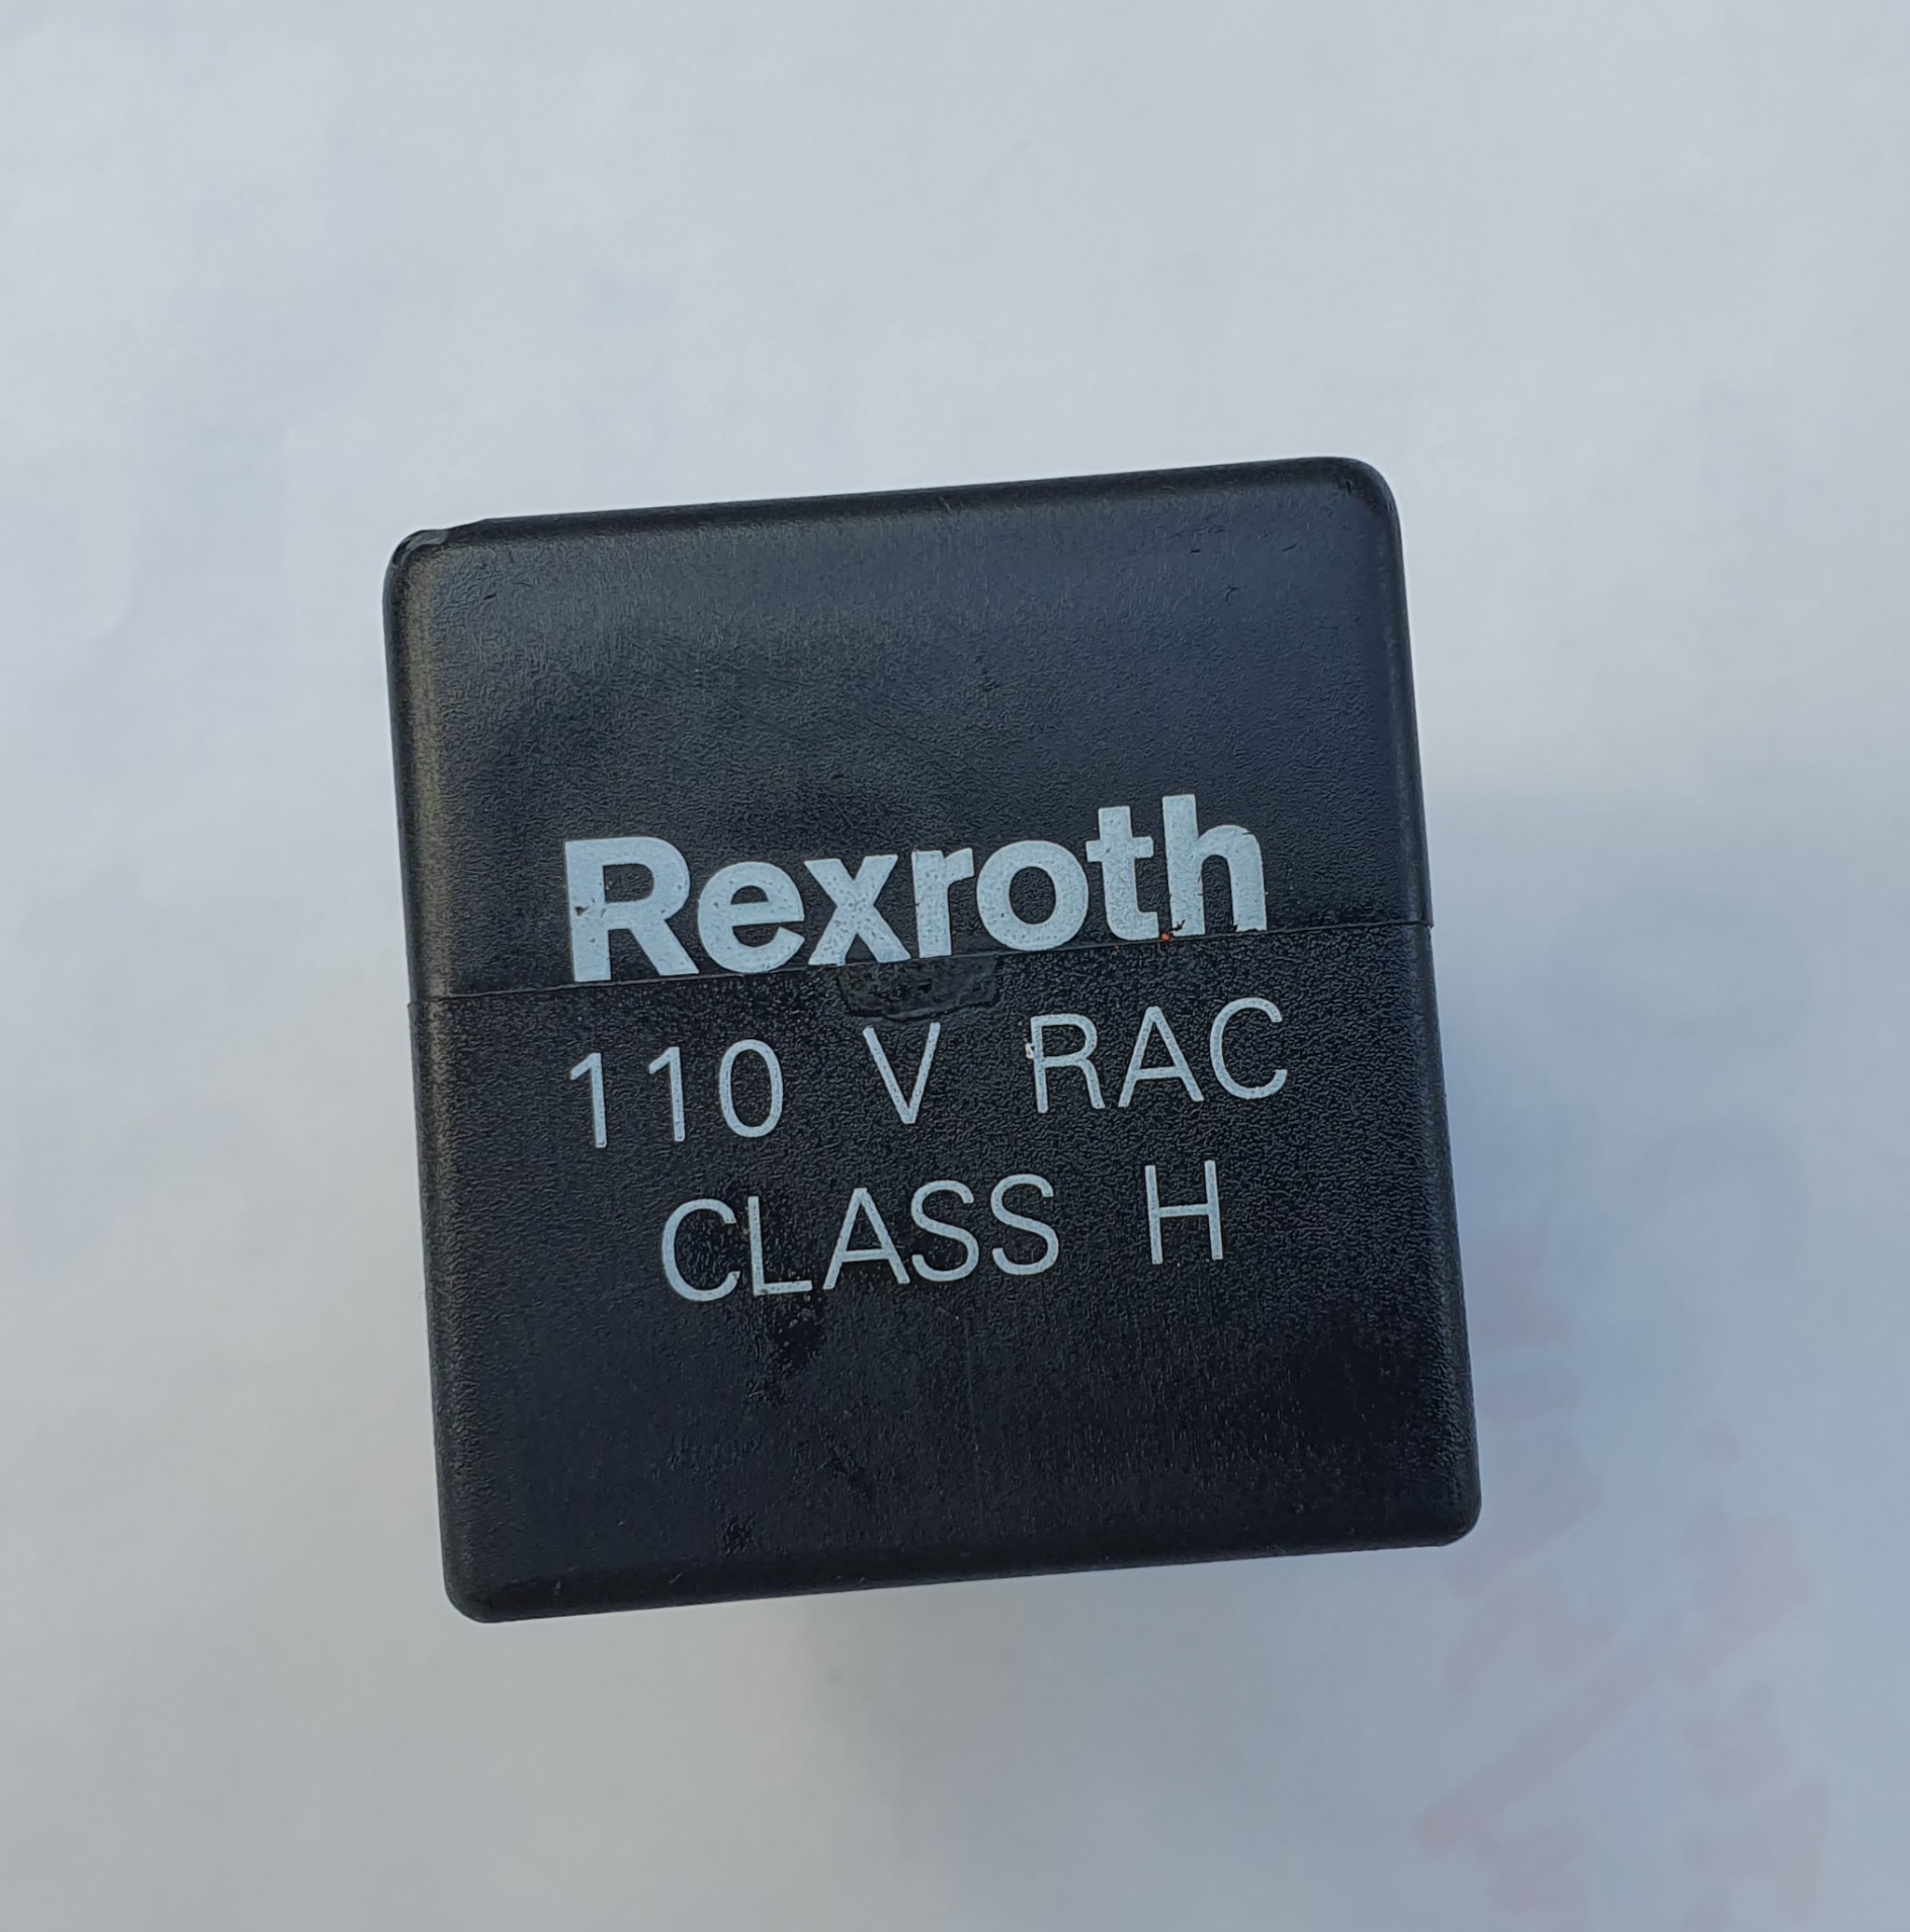 Rexroth
110 V RAC
CLASS H